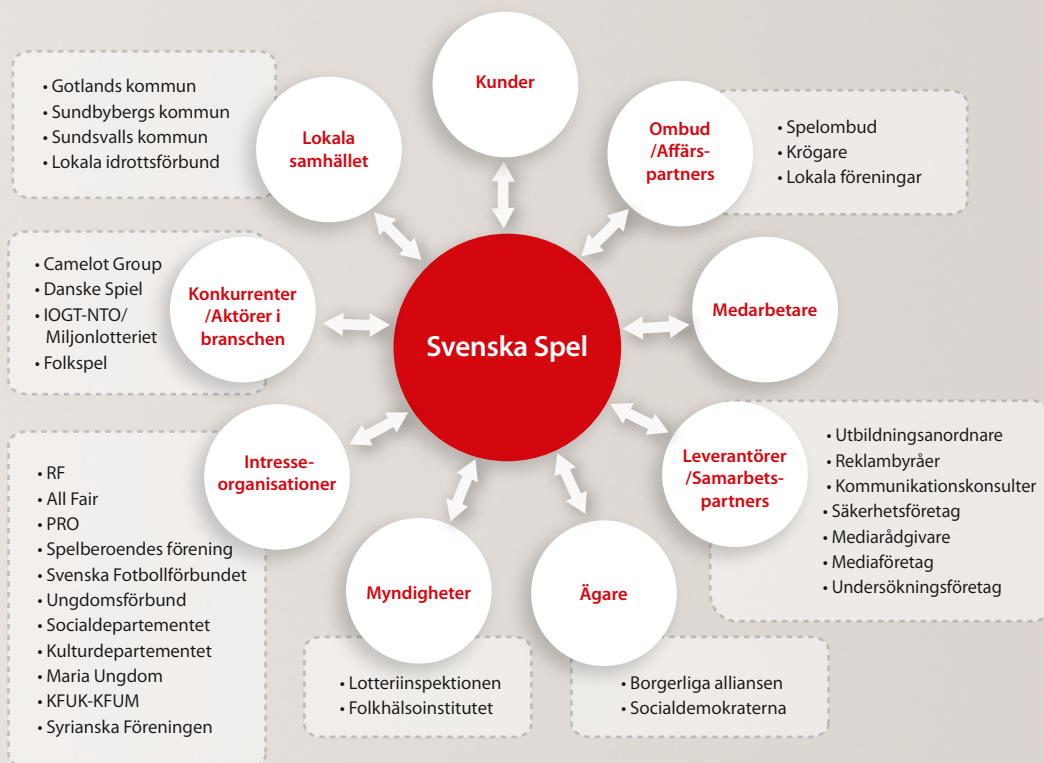 Kunder
• Gotlands kommun
• Sundbybergs kommun
• Sundsvalls kommun
• Lokala idrottsförbund
Lokala
samhället
Ombud
/Affärs-
partners
• Spelombud
• Krögare
• Lokala föreningar
• Camelot Group
• Danske Spiel
• IOGT-NTO/
Miljonlotteriet
• Folkspel
Konkurrenter
/Aktörer i
branschen
Svenska Spel
Medarbetare
• RF
• All Fair
• PRO
• Spelberoendes förening
• Svenska Fotbollförbundet
• Ungdomsförbund
• Socialdepartementet
• Kulturdepartementet
• Maria Ungdom
• KFUK-KFUM
• Syrianska Föreningen
Intresse-
organisationer
Leverantörer
/Samarbets-
partners
• Utbildningsanordnare
• Reklambyråer
• Kommunikationskonsulter
• Säkerhetsföretag
• Mediarådgivare
• Mediaföretag
• Undersökningsföretag
Myndigheter
• Lotteriinspektionen
• Folkhälsoinstitutet
Ägare
• Borgerliga alliansen
• Socialdemokraterna